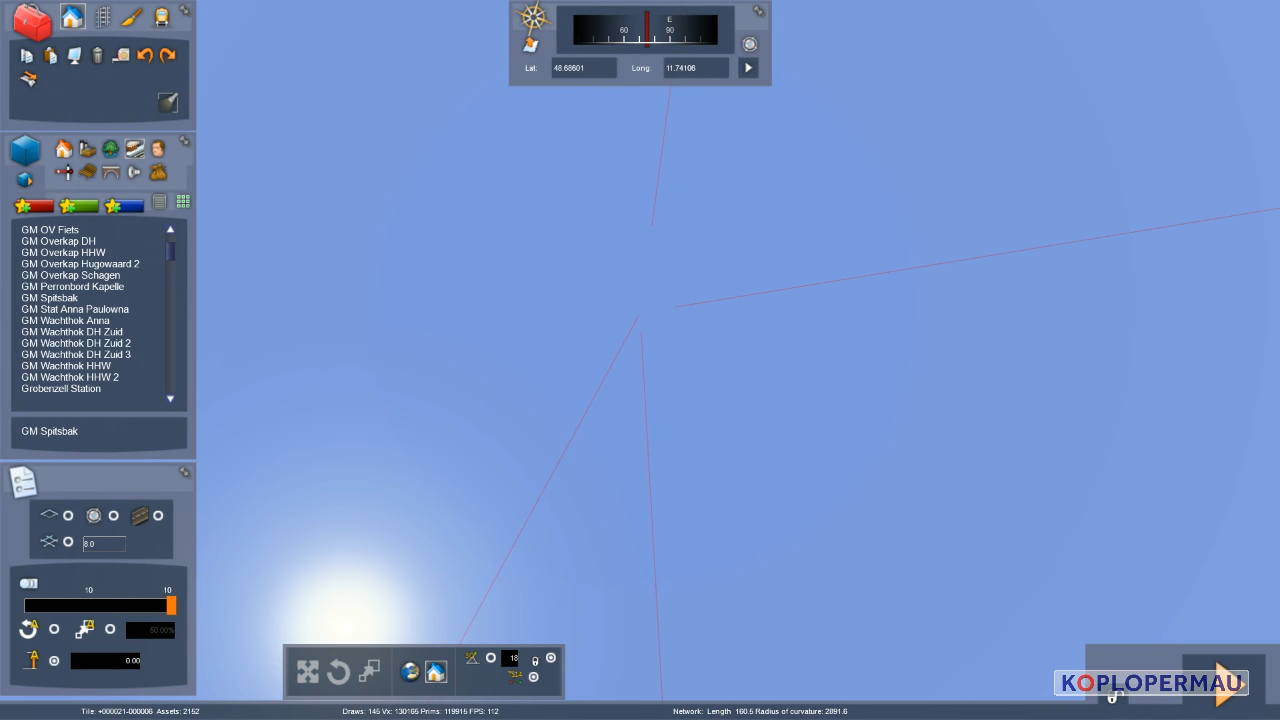 E
60 90
Lat: 48.68601 Long: 11.74106
GM OV Fiets
GM Overkap DH
GM Overkap HHW
GM Overkap Hugowaard 2
GM Overkap Schagen
GM Perronbord Kapelle
GM Spitsbak
GM Stat Anna Paulowna
GM Wachthok Anna
GM Wachthok DH Zuid
GM Wachthok DH Zuid 2
GM Wachthok DH Zuid 3
GM Wachthok HHW
GM Wachthok HHW 2
Grobenzell Station
GM Spitsbak
8.0
10 10
50.00%
0.00
18
KOPLOPERMAU
Tile: +000021-000006 Assets: 2152 Draws: 145 Vx: 130165 Prims: 119915 FPS: 112 Network: Length 160.5 Radius of curvature: 2891.6